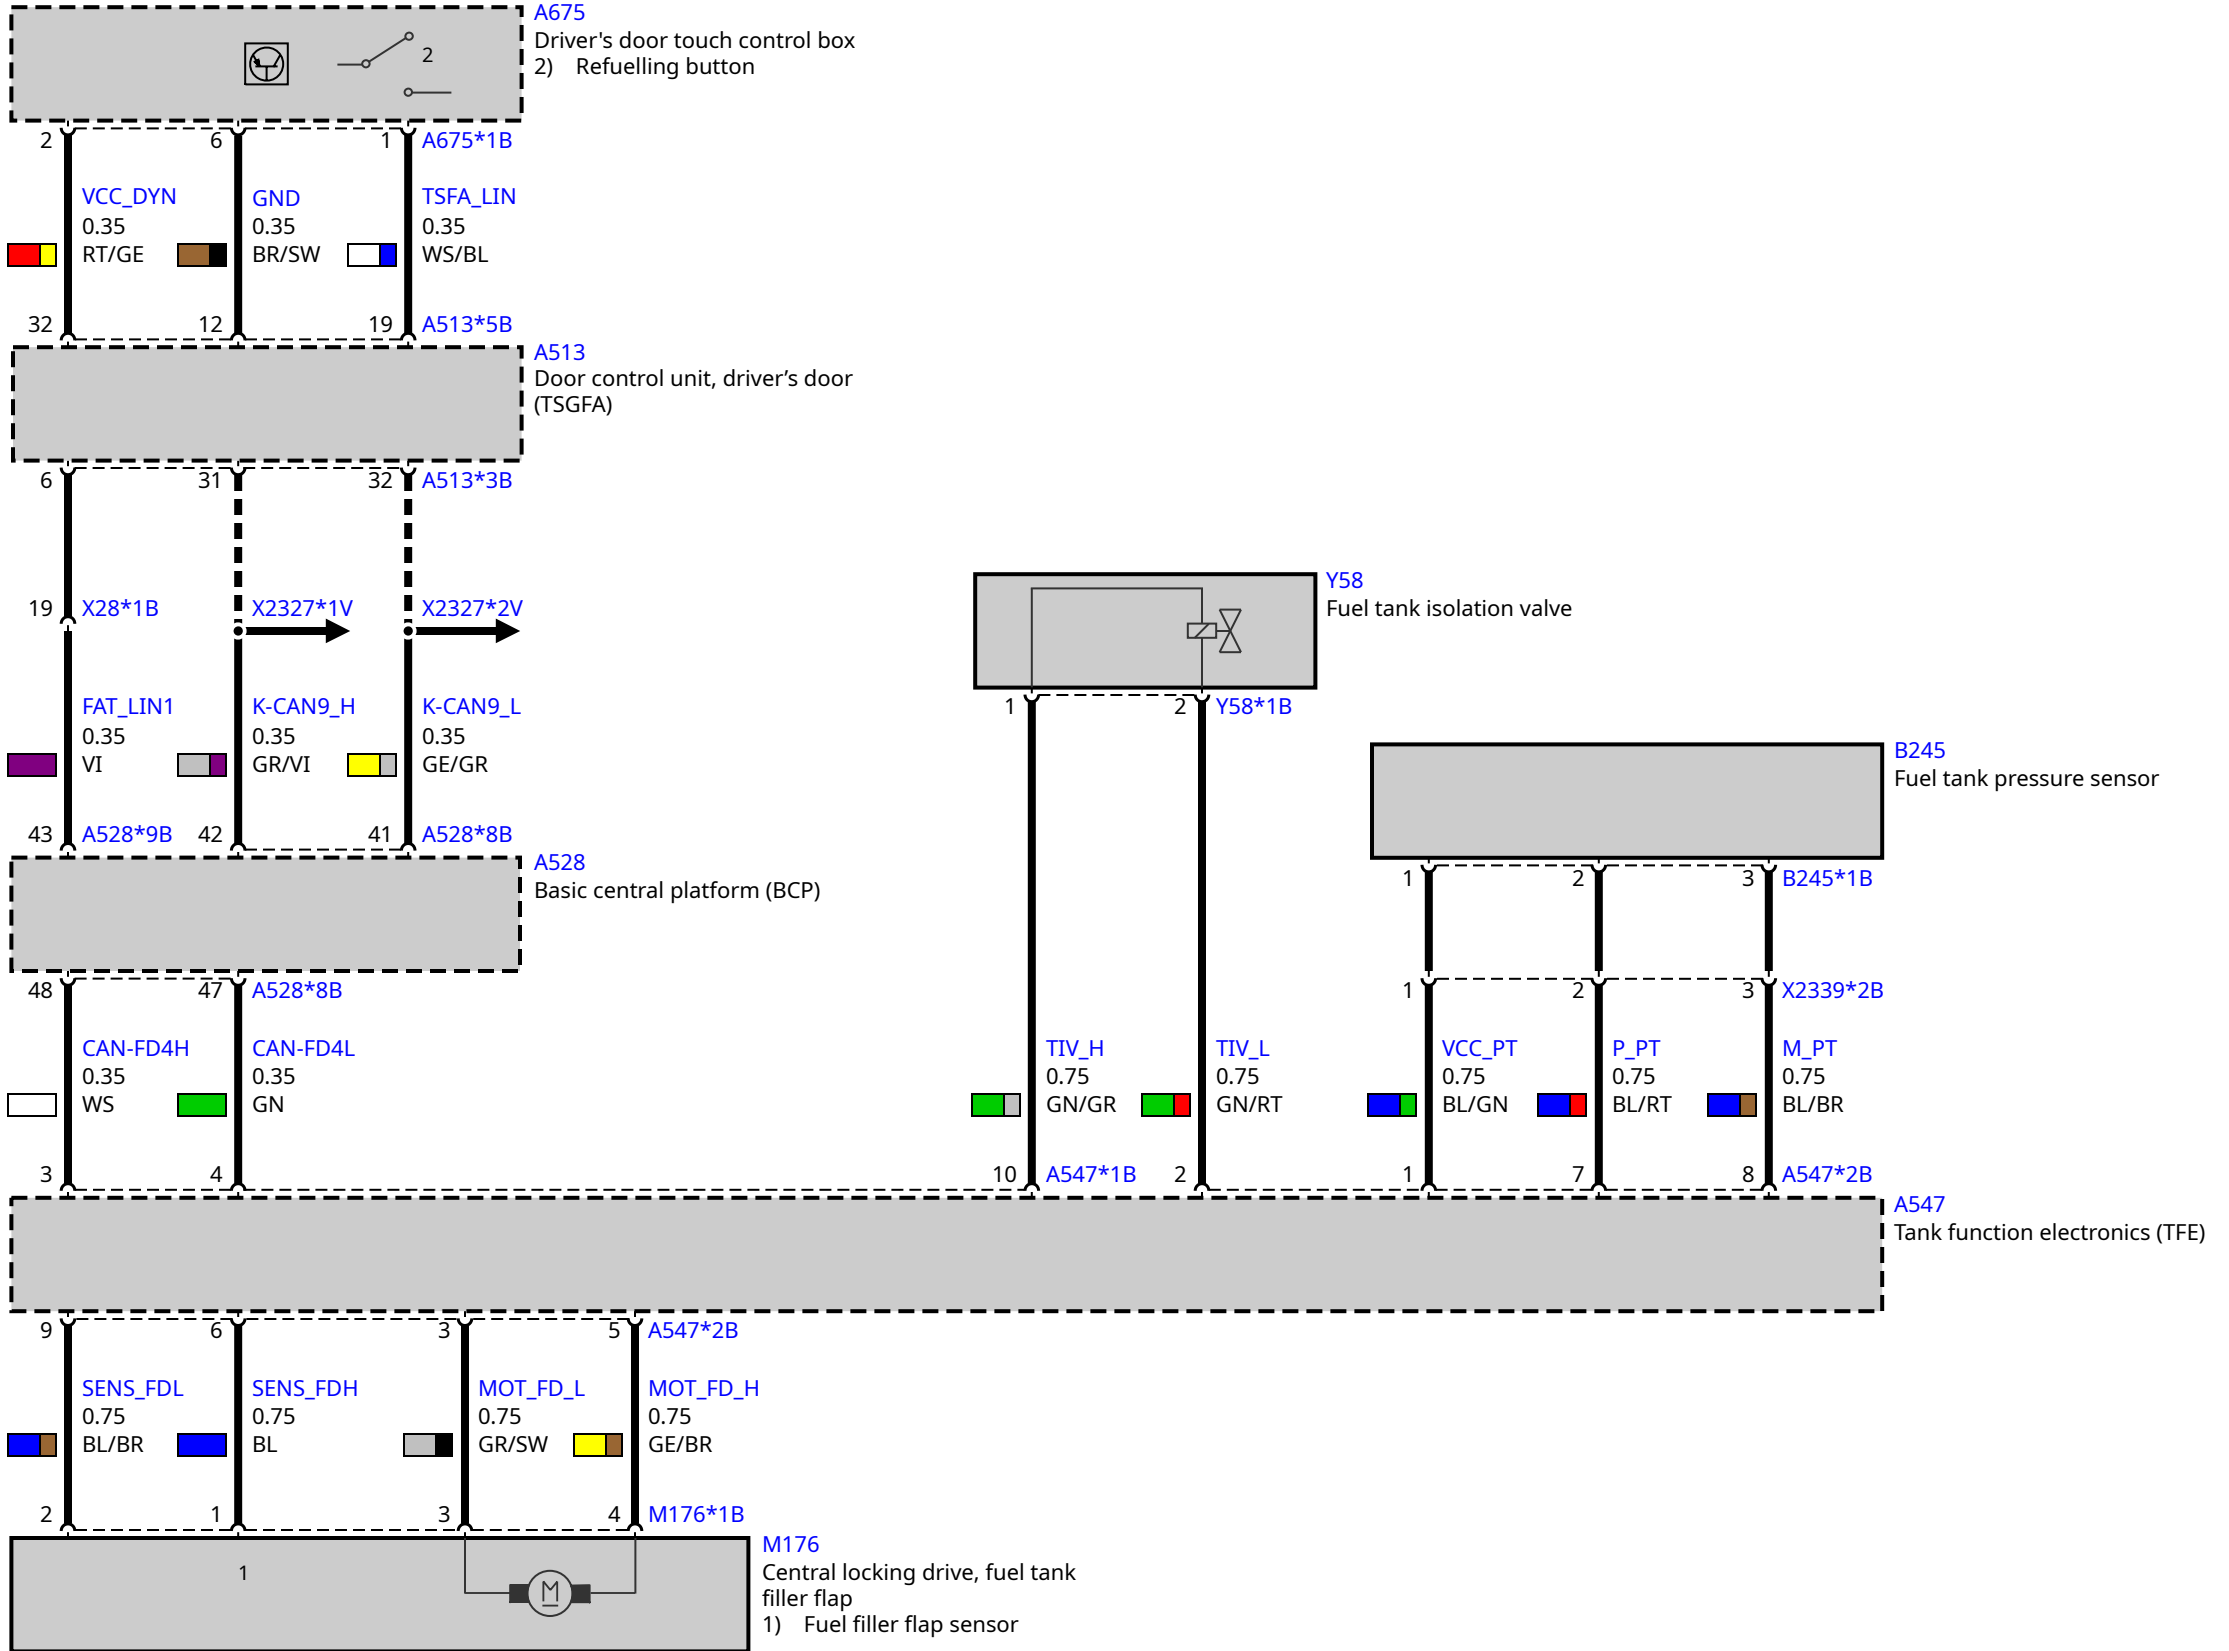 A675
Driver's door touch control box
2) Refuelling button
2
2 6 1 A675*1B
VCC_DYN GND TSFA_LIN
0.35 0.35 0.35
RT/GE BR/SW WS/BL
32 12 19 A513*5B
A513
Door control unit, driver’s door
(TSGFA)
6 31 32 A513*3B
19 X28*1B X2327*1V X2327*2V
FAT_LIN1 K-CAN9_H K-CAN9_L
0.35 0.35 0.35
VI GR/VI GE/GR
43 A528*9B 42 41 A528*8B
A528
Basic central platform (BCP)
Y58
Fuel tank isolation valve
1 2 Y58*1B
B245
Fuel tank pressure sensor
1 2 3 B245*1B
48 47 A528*8B 1 2 3 X2339*2B
CAN-FD4H CAN-FD4L TIV_H TIV_L VCC_PT P_PT M_PT
0.35 0.35 0.75 0.75 0.75 0.75 0.75
WS GN GN/GR GN/RT BL/GN BL/RT BL/BR
3 4 10 A547*1B 2 1 7 8 A547*2B
A547
Tank function electronics (TFE)
9 6 3 5 A547*2B
SENS_FDL SENS_FDH MOT_FD_L MOT_FD_H
0.75 0.75 0.75 0.75
BL/BR BL GR/SW GE/BR
2 1 3 4 M176*1B
M176
Central locking drive, fuel tank
filler flap
1) Fuel filler flap sensor
1
M